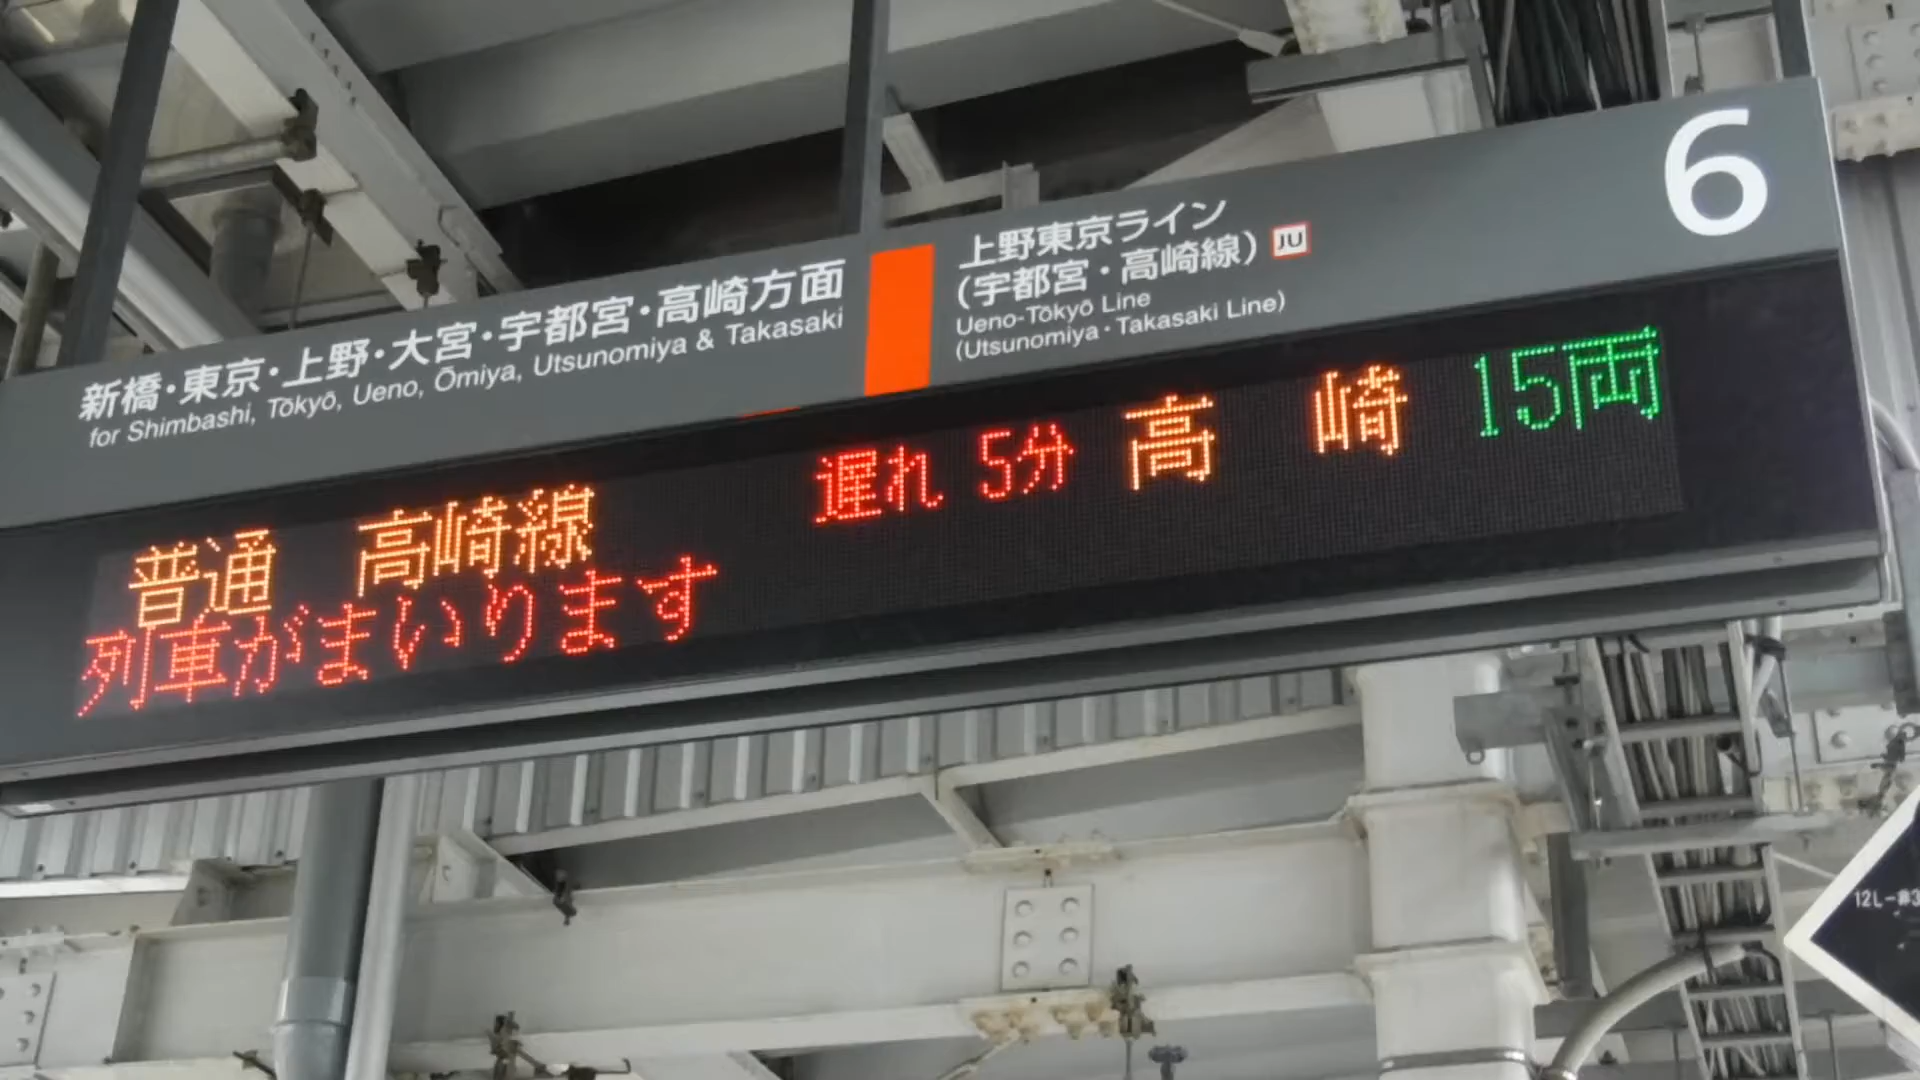 6
新橋・東京・上野・大宮・宇都宮・高崎方面
for Shimbashi, Tōkyō, Ueno, Ōmiya, Utsunomiya & Takasaki
上野東京ライン
(宇都宮・高崎線) JU
Ueno-Tōkyō Line
(Utsunomiya・Takasaki Line)
普通 高崎線 遅れ 5分 高 崎 15両
列車がまいります